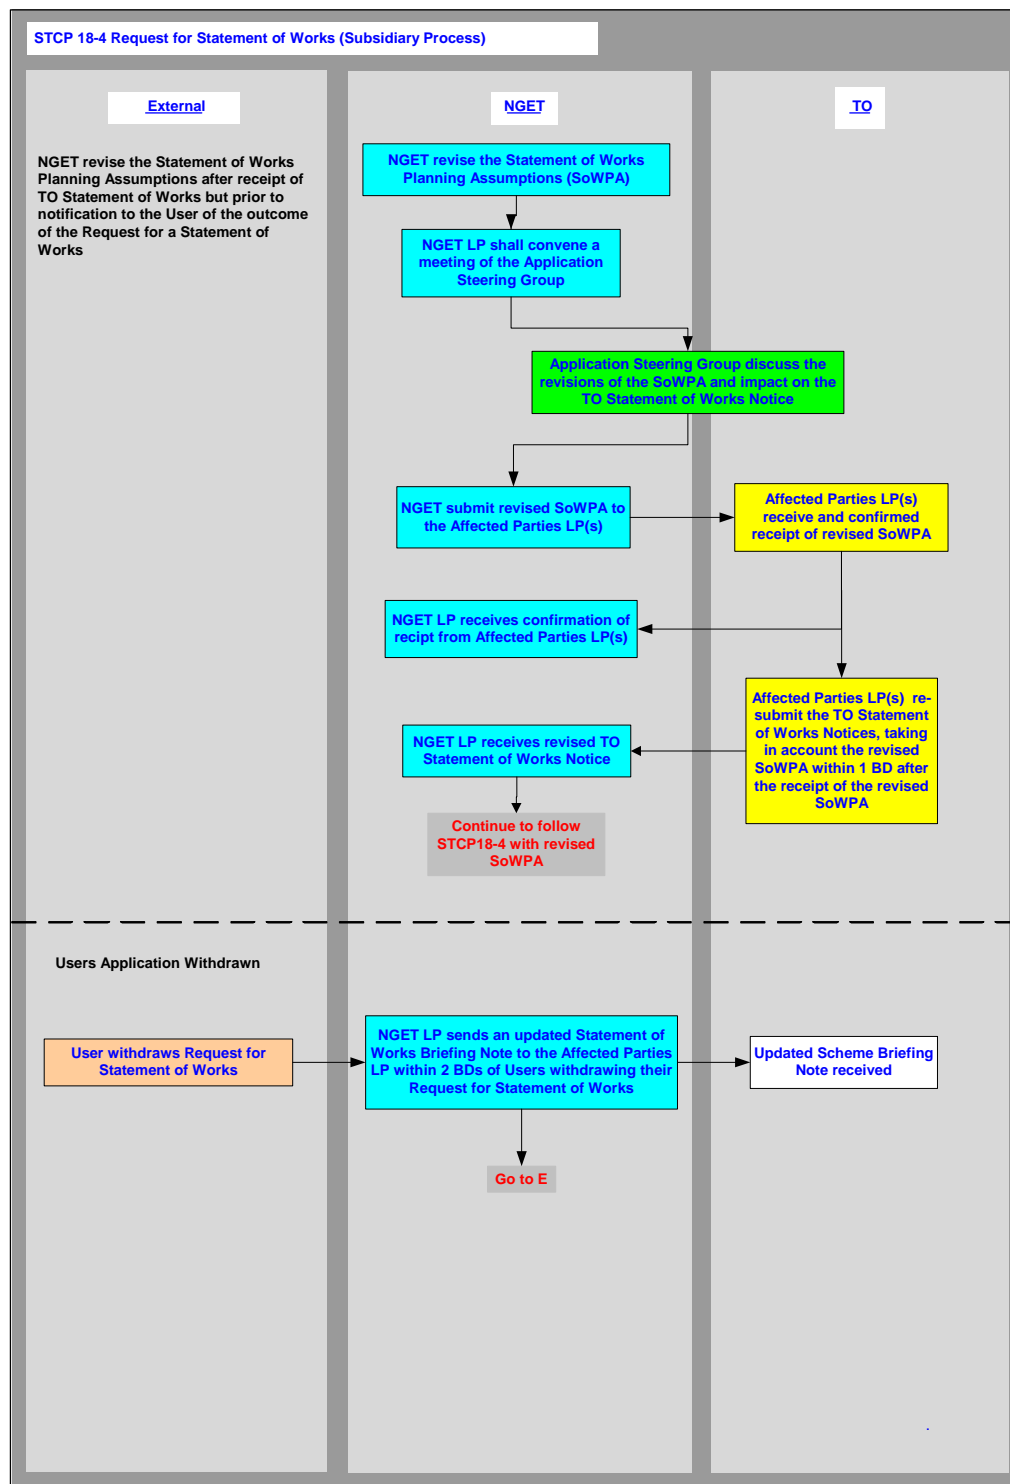 STCP 18-4 Request for Statement of Works (Subsidiary Process)
External
NGET
TO
NGET revise the Statement of Works
Planning Assumptions after receipt of
TO Statement of Works but prior to
notification to the User of the outcome
of the Request for a Statement of
Works
NGET revise the Statement of Works
Planning Assumptions (SoWPA)
NGET LP shall convene a
meeting of the Application
Steering Group
Application Steering Group discuss the
revisions of the SoWPA and impact on the
TO Statement of Works Notice
NGET submit revised SoWPA to
the Affected Parties LP(s)
Affected Parties LP(s)
receive and confirmed
receipt of revised SoWPA
NGET LP receives confirmation of
recipt from Affected Parties LP(s)
Affected Parties LP(s) re-
submit the TO Statement
of Works Notices, taking
in account the revised
SoWPA within 1 BD after
the receipt of the revised
SoWPA
NGET LP receives revised TO
Statement of Works Notice
Continue to follow
STCP18-4 with revised
SoWPA
Users Application Withdrawn
User withdraws Request for
Statement of Works
NGET LP sends an updated Statement of
Works Briefing Note to the Affected Parties
LP within 2 BDs of Users withdrawing their
Request for Statement of Works
Updated Scheme Briefing
Note received
Go to E